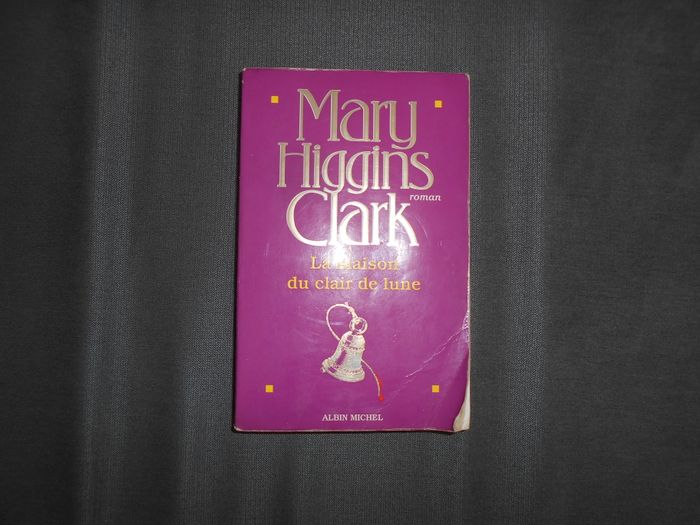 Mary
Higgins
Clark
roman
La Maison
du clair de lune
ALBIN MICHEL